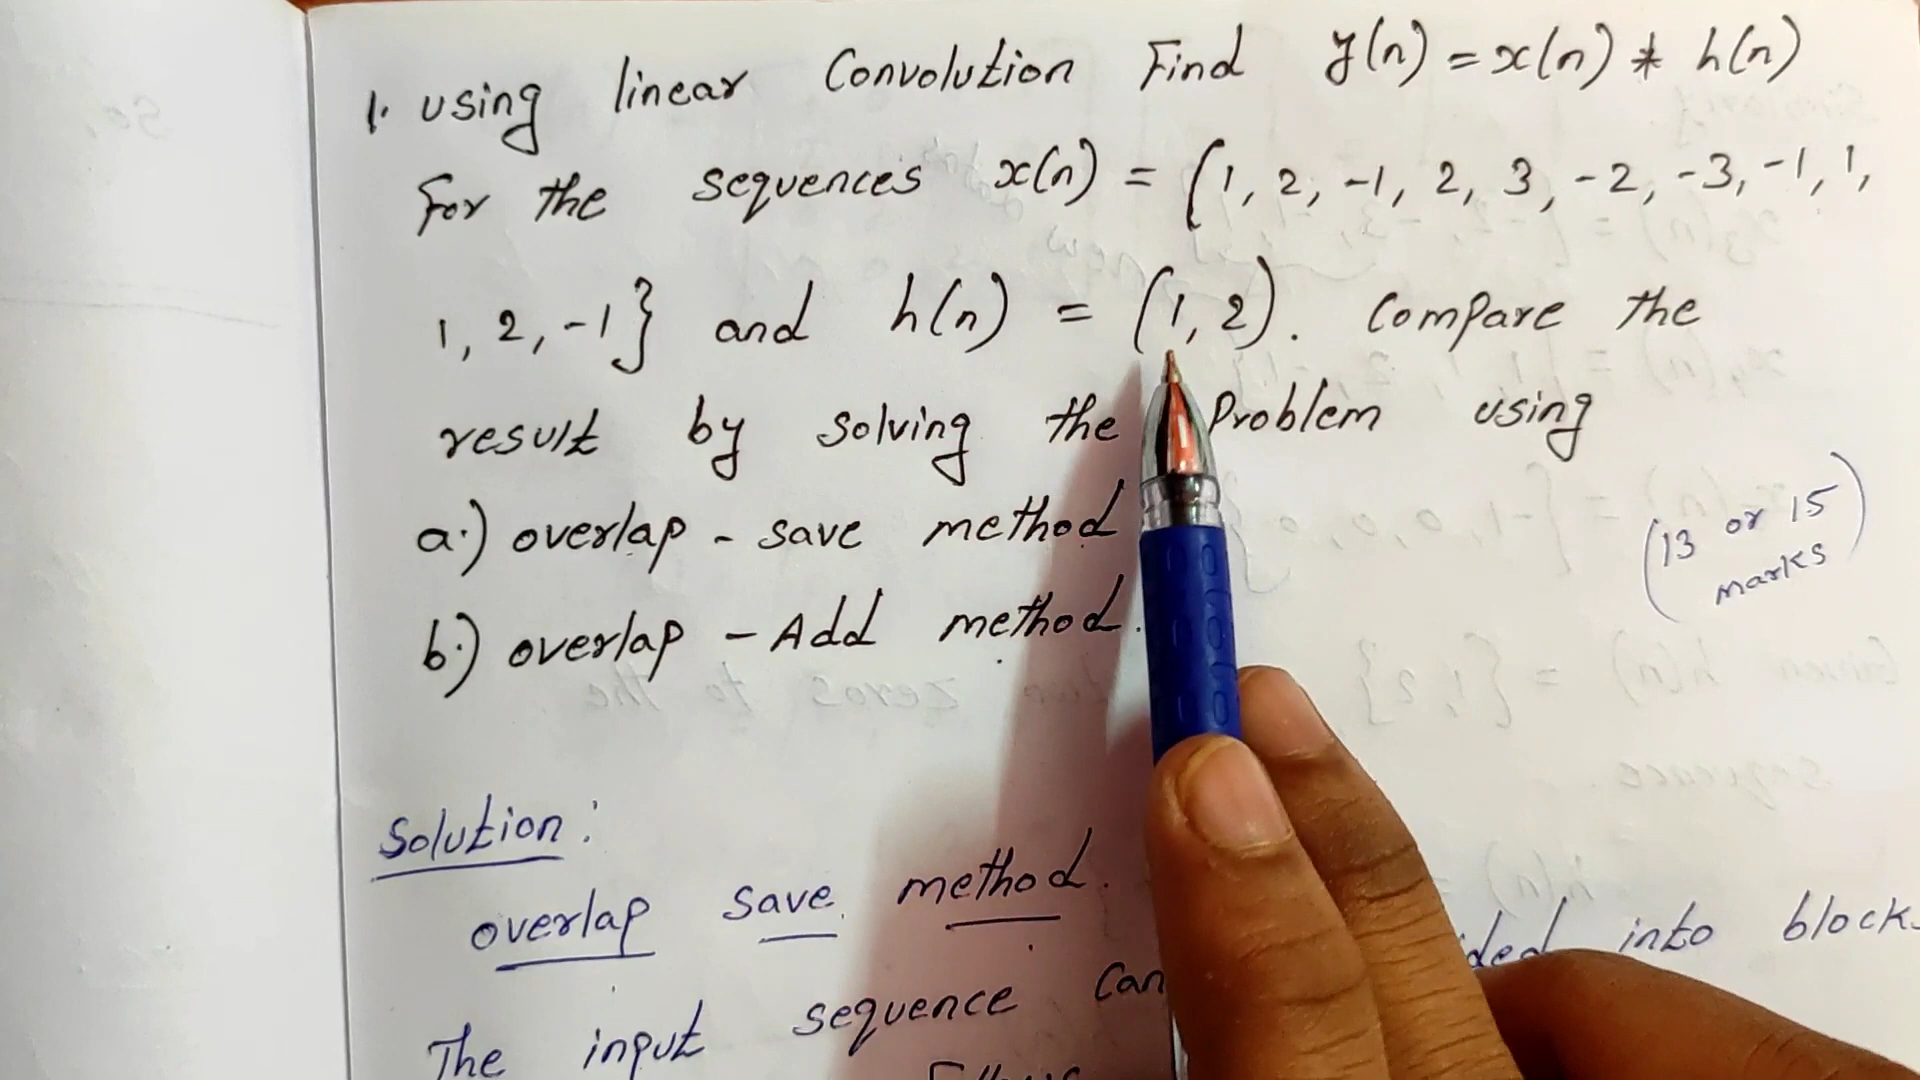 1. using linear Convolution Find y(n) = x(n) * h(n)
For the sequences x(n) = {1, 2, -1, 2, 3, -2, -3, -1, 1,
1, 2, -1} and h(n) = (1, 2). Compare the
result by solving the Problem using
a.) overlap - save method
b.) overlap - Add method.
(13 or 15
marks)
Solution:
overlap save method.
into blocks
The input sequence can